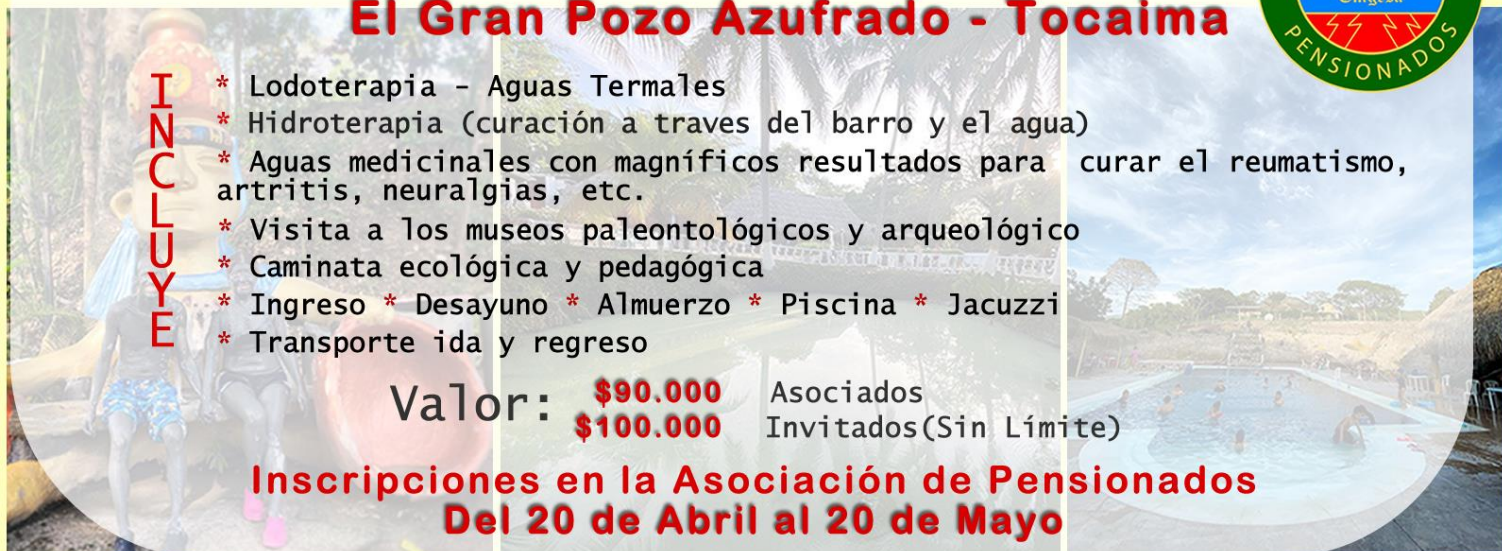 El Gran Pozo Azufrado - Tocaima
PENSIONADOS
INCLUYE
* Lodoterapia - Aguas Termales
* Hidroterapia (curación a traves del barro y el agua)
* Aguas medicinales con magníficos resultados para curar el reumatismo,
artritis, neuralgias, etc.
* Visita a los museos paleontológicos y arqueológico
* Caminata ecológica y pedagógica
* Ingreso * Desayuno * Almuerzo * Piscina * Jacuzzi
* Transporte ida y regreso
Valor: $90.000 Asociados
$100.000 Invitados(Sin Límite)
Inscripciones en la Asociación de Pensionados
Del 20 de Abril al 20 de Mayo